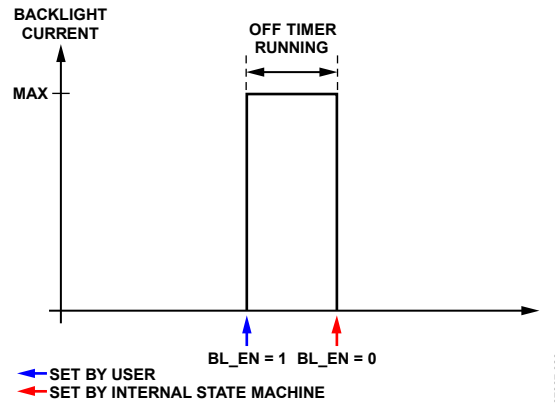 BACKLIGHT
CURRENT
OFF TIMER
RUNNING
MAX
BL_EN = 1 BL_EN = 0
SET BY USER
SET BY INTERNAL STATE MACHINE